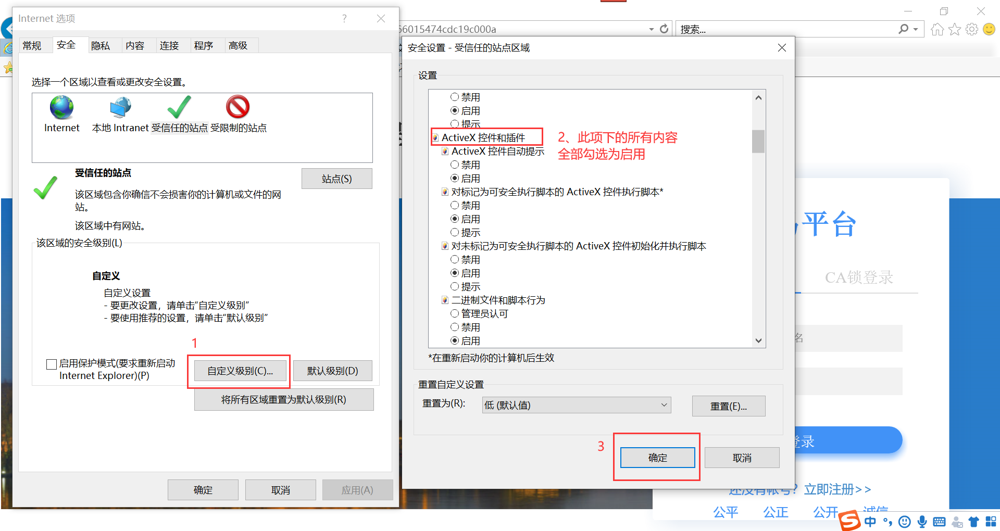 Internet 选项
?
常规
安全
隐私
内容
连接
程序
高级
选择一个区域以查看或更改安全设置。
Internet
本地 Intranet
受信任的站点
受限制的站点
受信任的站点
站点(S)
该区域包含你确信不会损害你的计算机或文件的网
站。
该区域中有网站。
该区域的安全级别(L)
自定义
自定义设置
- 要更改设置，请单击“自定义级别”
- 要使用推荐的设置，请单击“默认级别”
1
启用保护模式(要求重新启动
Internet Explorer)(P)
自定义级别(C)...
默认级别(D)
将所有区域重置为默认级别(R)
确定
取消
应用(A)
66015474cdc19c000a
搜索...
安全设置 - 受信任的站点区域
设置
禁用
启用
提示
ActiveX 控件和插件
2、此项下的所有内容
全部勾选为启用
ActiveX 控件自动提示
禁用
启用
对标记为可安全执行脚本的 ActiveX 控件执行脚本*
禁用
启用
提示
对未标记为可安全执行脚本的 ActiveX 控件初始化并执行脚本
禁用
启用
提示
二进制文件和脚本行为
管理员认可
禁用
启用
*在重新启动你的计算机后生效
重置自定义设置
重置为(R):
低 (默认值)
重置(E)...
3
确定
取消
平台
CA锁登录
名
登录
还没有帐号？ 立即注册>>
公平
公正
公开
诚信
中